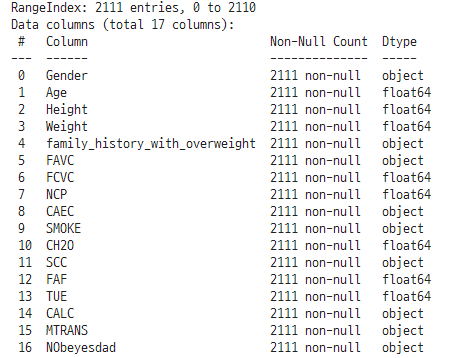 RangeIndex: 2111 entries, 0 to 2110
Data columns (total 17 columns):
 #   Column                          Non-Null Count  Dtype
---  ------                          --------------  -----
 0   Gender                          2111 non-null   object
 1   Age                             2111 non-null   float64
 2   Height                          2111 non-null   float64
 3   Weight                          2111 non-null   float64
 4   family_history_with_overweight  2111 non-null   object
 5   FAVC                            2111 non-null   object
 6   FCVC                            2111 non-null   float64
 7   NCP                             2111 non-null   float64
 8   CAEC                            2111 non-null   object
 9   SMOKE                           2111 non-null   object
 10  CH2O                            2111 non-null   float64
 11  SCC                             2111 non-null   object
 12  FAF                             2111 non-null   float64
 13  TUE                             2111 non-null   float64
 14  CALC                            2111 non-null   object
 15  MTRANS                          2111 non-null   object
 16  NObeyesdad                      2111 non-null   object